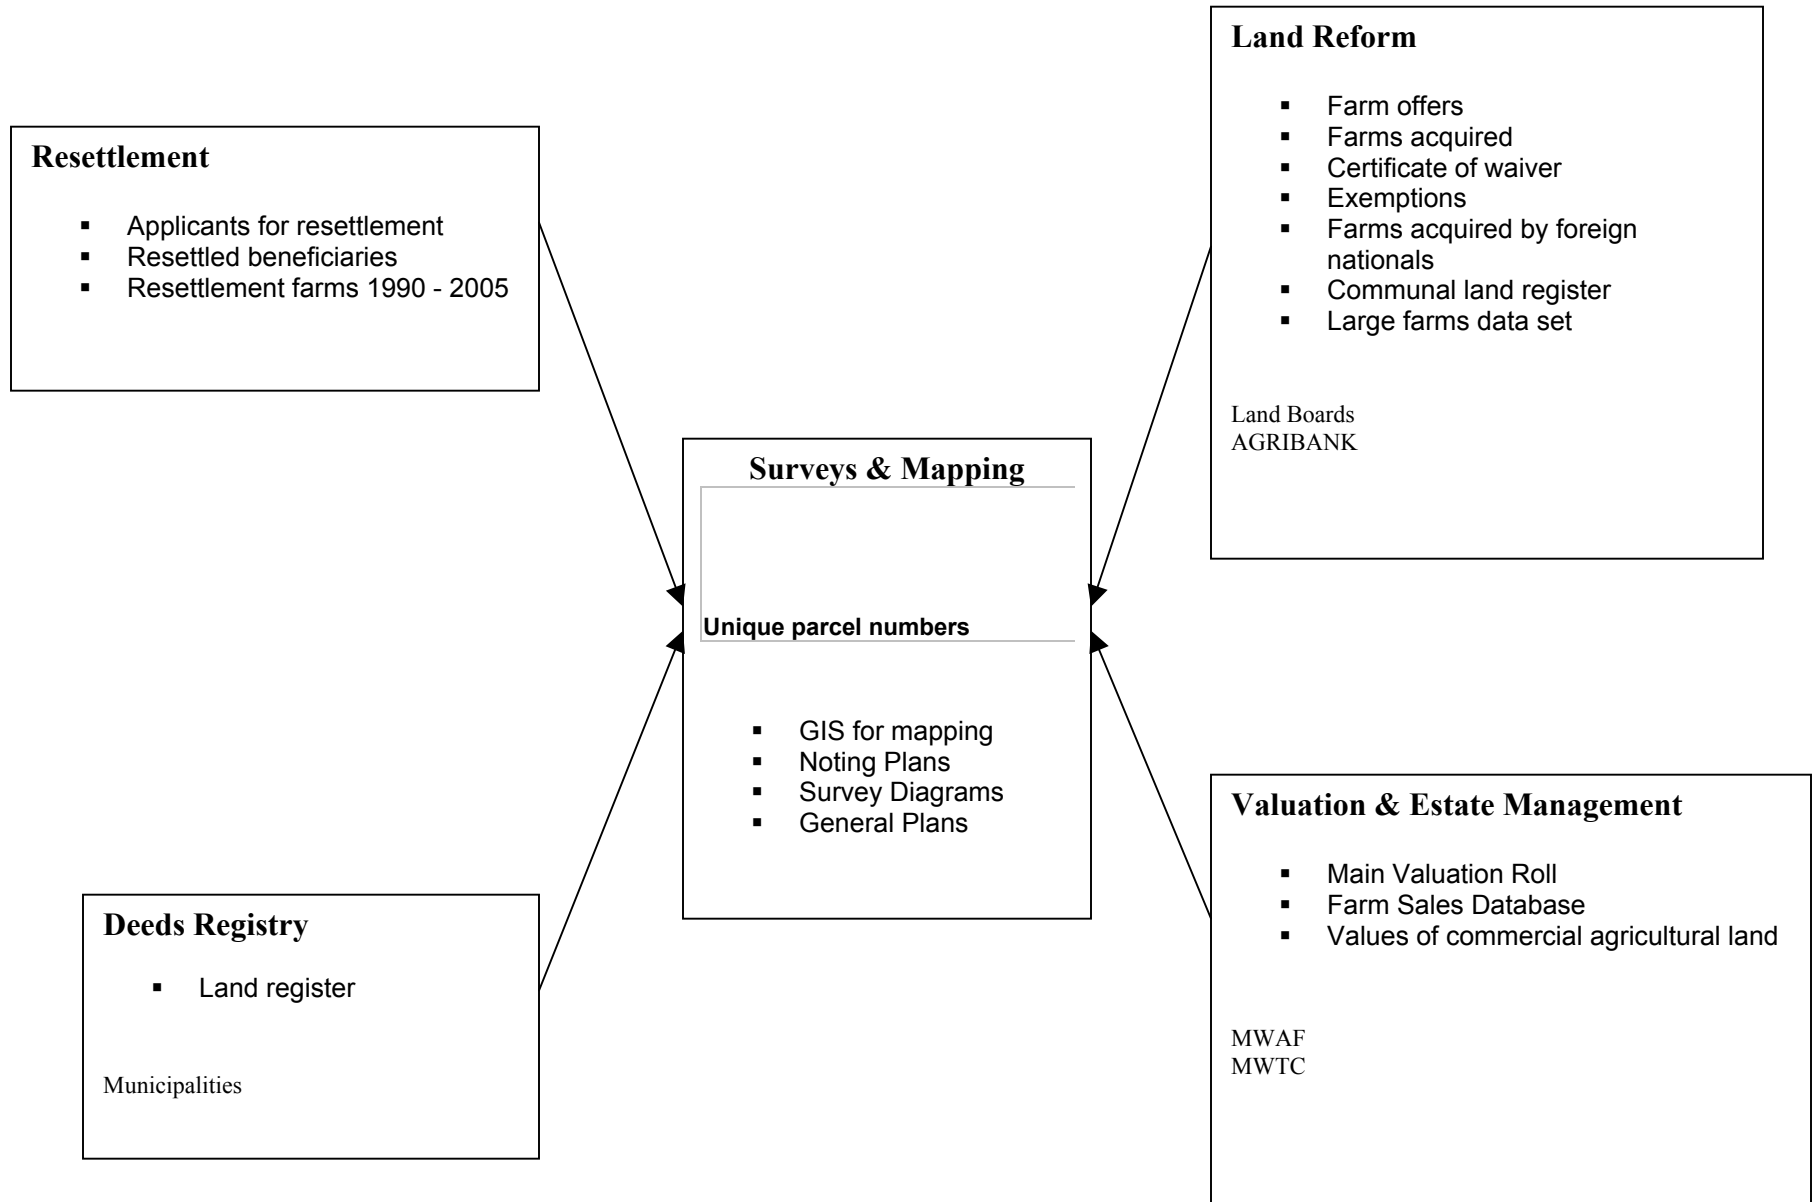 Land Reform
▪ Farm offers
▪ Farms acquired
▪ Certificate of waiver
▪ Exemptions
▪ Farms acquired by foreign
nationals
▪ Communal land register
▪ Large farms data set
Land Boards
AGRIBANK
Resettlement
▪ Applicants for resettlement
▪ Resettled beneficiaries
▪ Resettlement farms 1990 - 2005
Surveys & Mapping
Unique parcel numbers
▪ GIS for mapping
▪ Noting Plans
▪ Survey Diagrams
▪ General Plans
Deeds Registry
▪ Land register
Municipalities
Valuation & Estate Management
▪ Main Valuation Roll
▪ Farm Sales Database
▪ Values of commercial agricultural land
MWAF
MWTC